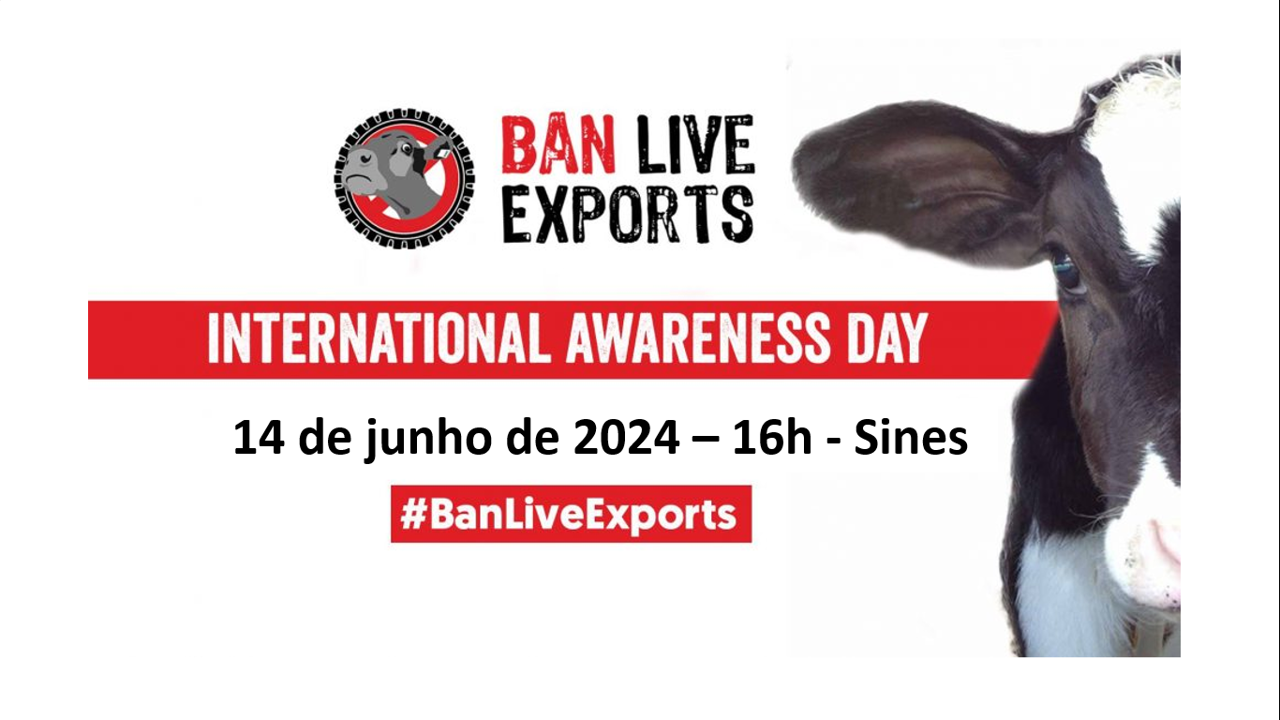 BAN LIVE
EXPORTS
INTERNATIONAL AWARENESS DAY
14 de junho de 2024 – 16h - Sines
#BanLiveExports